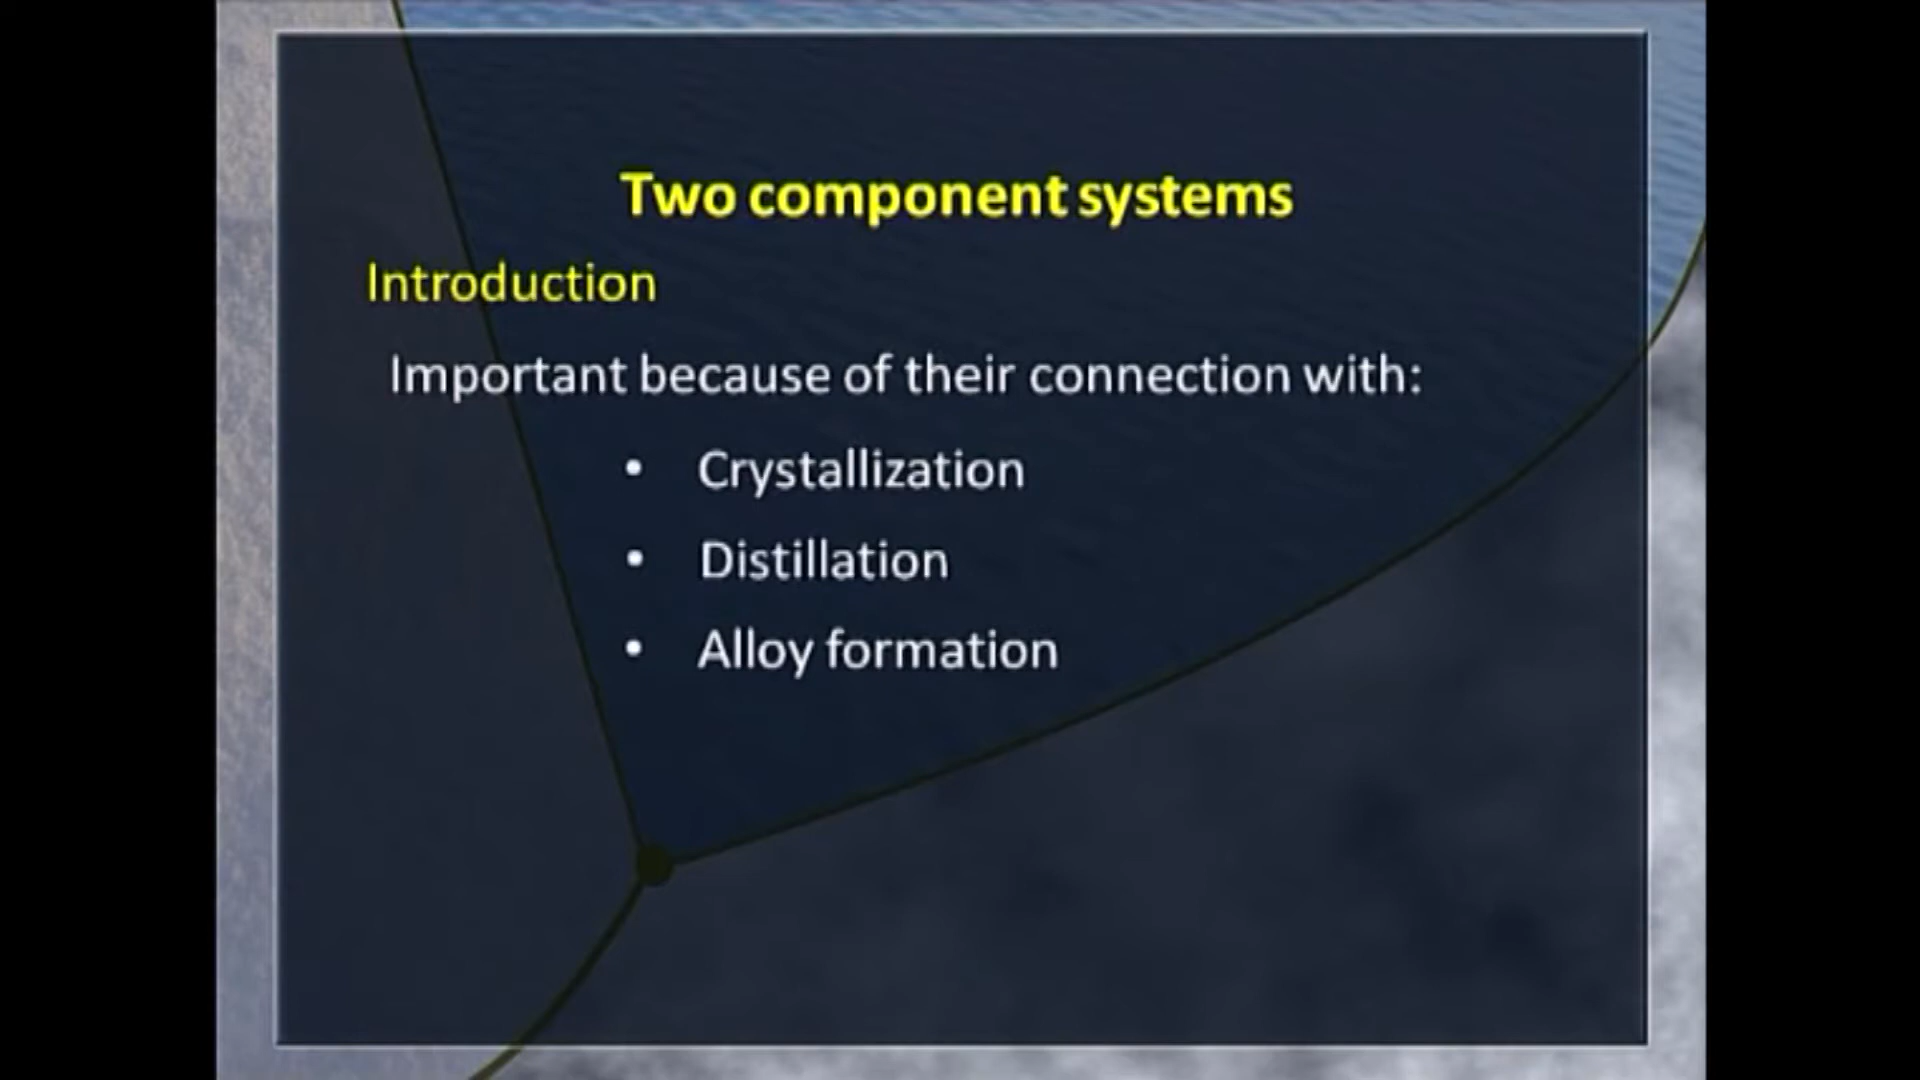 Two component systems
Introduction
Important because of their connection with:
• Crystallization
• Distillation
• Alloy formation